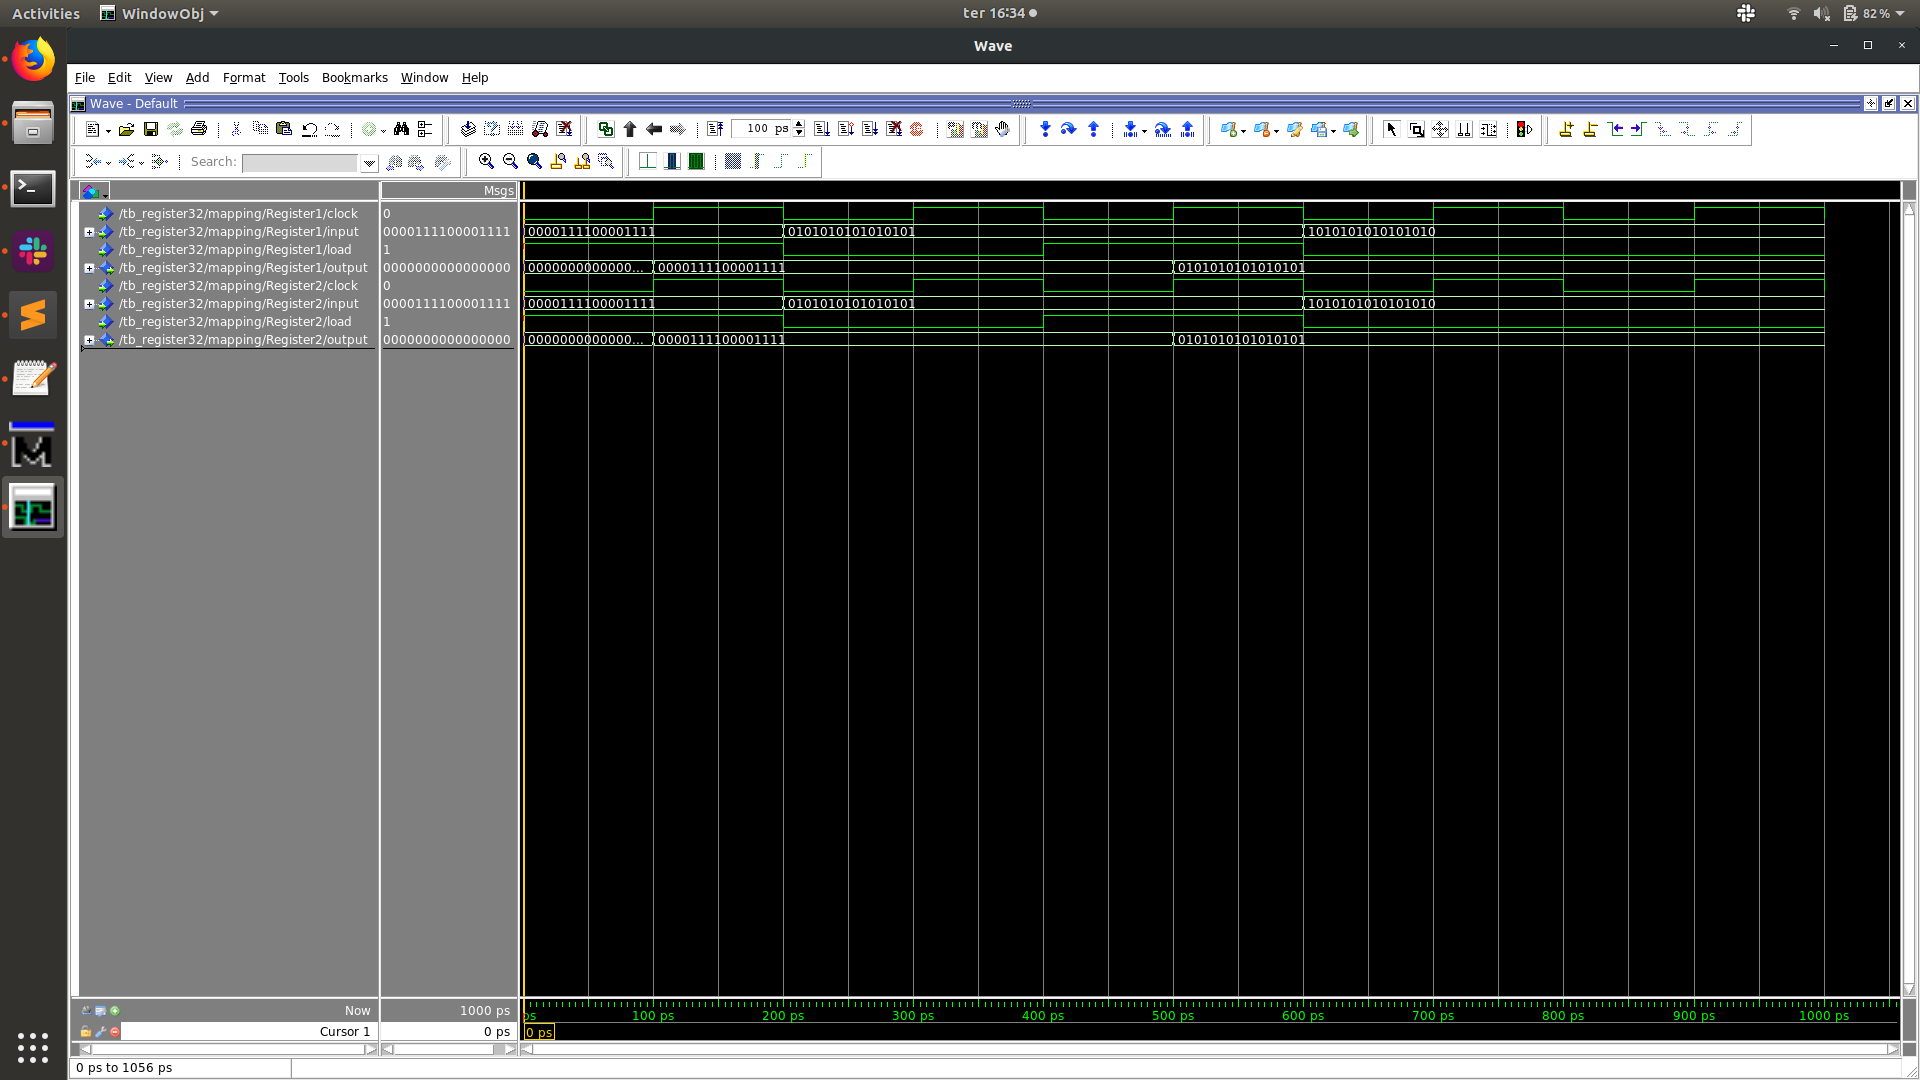 Activities WindowObj ter 16:34 82 %
Wave
File Edit View Add Format Tools Bookmarks Window Help
Wave - Default
100 ps
Search:
Msgs
/tb_register32/mapping/Register1/clock 0
/tb_register32/mapping/Register1/input 0000111100001111 0000111100001111 0101010101010101 1010101010101010
/tb_register32/mapping/Register1/load 1
/tb_register32/mapping/Register1/output 0000000000000000 0000000000000... 0000111100001111 0101010101010101
/tb_register32/mapping/Register2/clock 0
/tb_register32/mapping/Register2/input 0000111100001111 0000111100001111 0101010101010101 1010101010101010
/tb_register32/mapping/Register2/load 1
/tb_register32/mapping/Register2/output 0000000000000000 0000000000000... 0000111100001111 0101010101010101
Now 1000 ps ps 100 ps 200 ps 300 ps 400 ps 500 ps 600 ps 700 ps 800 ps 900 ps 1000 ps
Cursor 1 0 ps 0 ps
0 ps to 1056 ps